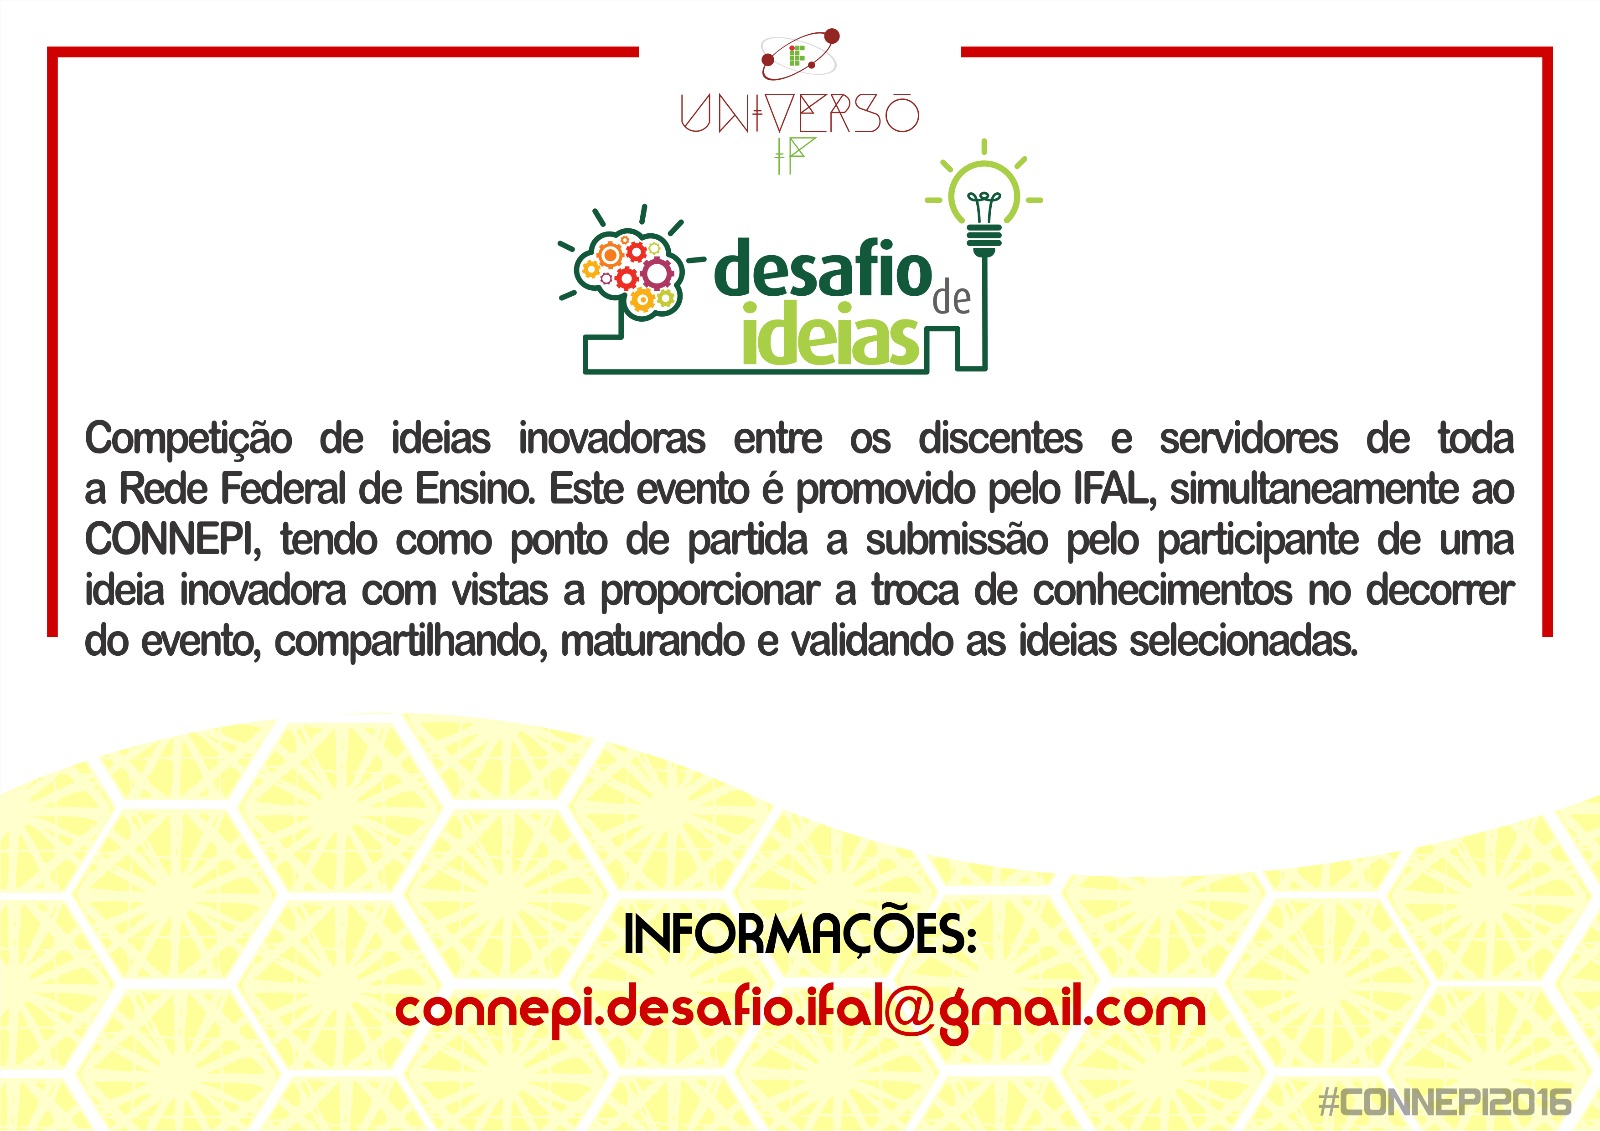 UNIVERSO
IF
desafio
de
ideias
Competição de ideias inovadoras entre os discentes e servidores de toda
a Rede Federal de Ensino. Este evento é promovido pelo IFAL, simultaneamente ao
CONNEPI, tendo como ponto de partida a submissão pelo participante de uma
ideia inovadora com vistas a proporcionar a troca de conhecimentos no decorrer
do evento, compartilhando, maturando e validando as ideias selecionadas.
INFORMAÇÕES:
connepi.desafio.ifal@gmail.com
#CONNEPI2016